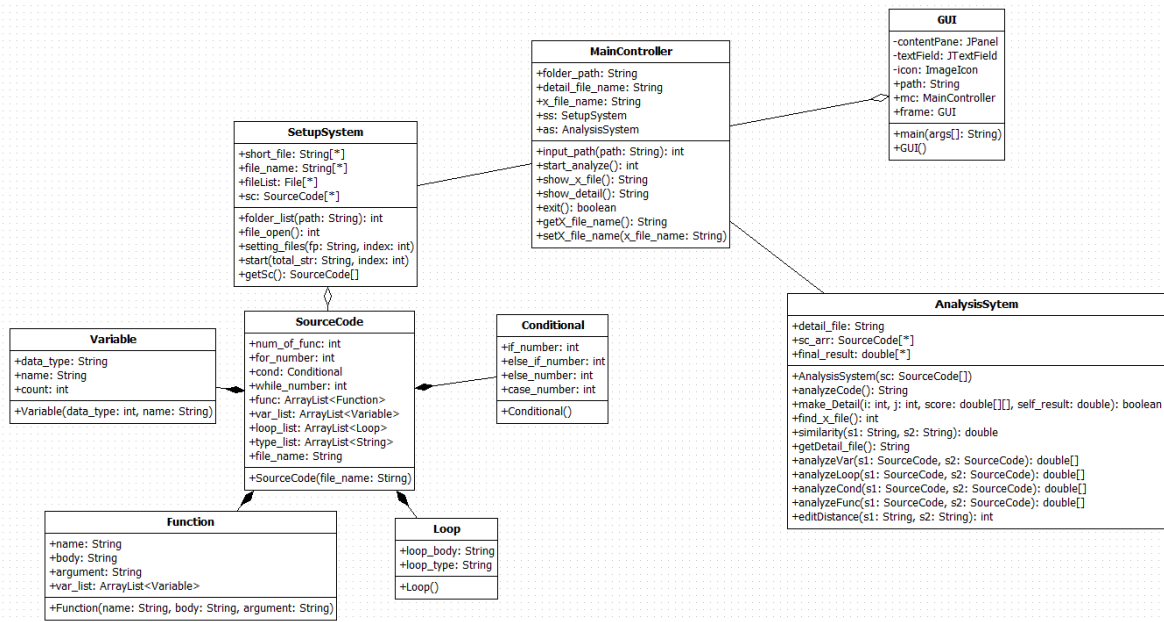 GUI
-contentPane: JPanel
-textField: JTextField
-icon: ImageIcon
+path: String
+mc: MainController
+frame: GUI
+main(args[]: String)
+GUI()
MainController
+folder_path: String
+detail_file_name: String
+x_file_name: String
+ss: SetupSystem
+as: AnalysisSystem
+input_path(path: String): int
+start_analyze(): int
+show_x_file(): String
+show_detail(): String
+exit(): boolean
+getX_file_name(): String
+setX_file_name(x_file_name: String)
SetupSystem
+short_file: String[*]
+file_name: String[*]
+fileList: File[*]
+sc: SourceCode[*]
+folder_list(path: String): int
+file_open(): int
+setting_files(fp: String, index: int)
+start(total_str: String, index: int)
+getSc(): SourceCode[]
AnalysisSytem
+detail_file: String
+sc_arr: SourceCode[*]
+final_result: double[*]
+AnalysisSystem(sc: SourceCode[])
+analyzeCode(): String
+make_Detail(i: int, j: int, score: double[][], self_result: double): boolean
+find_x_file(): int
+similarity(s1: String, s2: String): double
+getDetail_file(): String
+analyzeVar(s1: SourceCode, s2: SourceCode): double[]
+analyzeLoop(s1: SourceCode, s2: SourceCode): double[]
+analyzeCond(s1: SourceCode, s2: SourceCode): double[]
+analyzeFunc(s1: SourceCode, s2: SourceCode): double[]
+editDistance(s1: String, s2: String): int
Variable
+data_type: String
+name: String
+count: int
+Variable(data_type: int, name: String)
SourceCode
+num_of_func: int
+for_number: int
+cond: Conditional
+while_number: int
+func: ArrayList<Function>
+var_list: ArrayList<Variable>
+loop_list: ArrayList<Loop>
+type_list: ArrayList<String>
+file_name: String
+SourceCode(file_name: Stirng)
Conditional
+if_number: int
+else_if_number: int
+else_number: int
+case_number: int
+Conditional()
Function
+name: String
+body: String
+argument: String
+var_list: ArrayList<Variable>
+Function(name: String, body: String, argument: String)
Loop
+loop_body: String
+loop_type: String
+Loop()